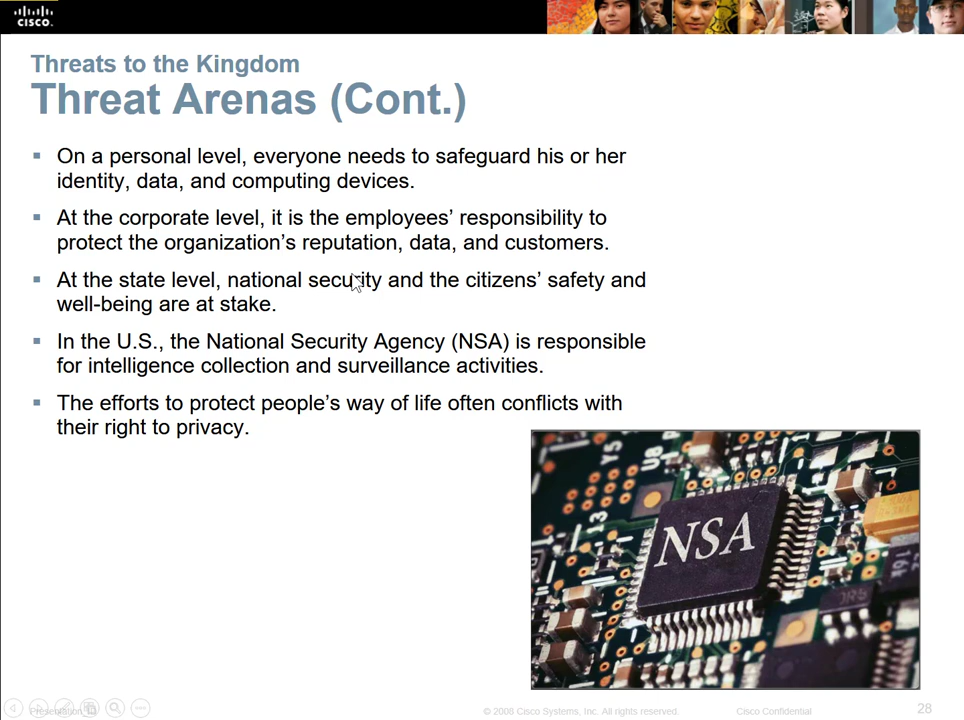 CISCO.
Threats to the Kingdom
Threat Arenas (Cont.)
▪ On a personal level, everyone needs to safeguard his or her
identity, data, and computing devices.
▪ At the corporate level, it is the employees’ responsibility to
protect the organization’s reputation, data, and customers.
▪ At the state level, national security and the citizens’ safety and
well-being are at stake.
▪ In the U.S., the National Security Agency (NSA) is responsible
for intelligence collection and surveillance activities.
▪ The efforts to protect people’s way of life often conflicts with
their right to privacy.
Y5
U8
L3
NSA
16k
© 2008 Cisco Systems, Inc. All rights reserved.
Cisco Confidential
28